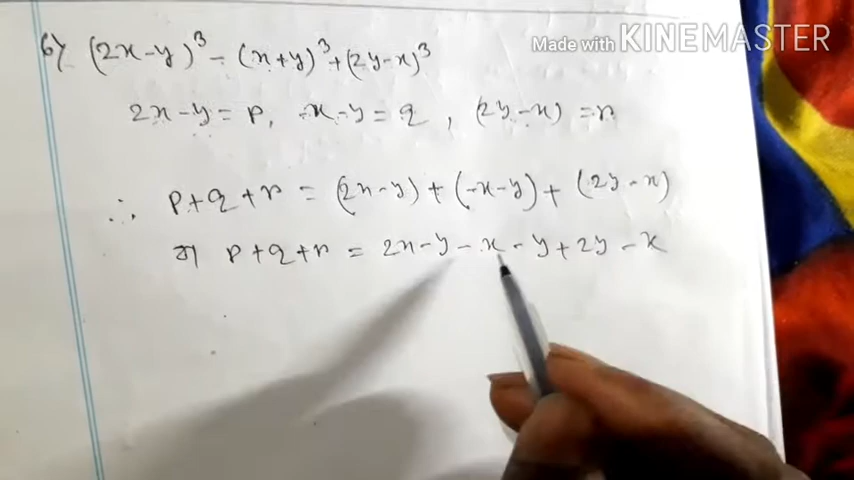 Made with KINEMASTER
6) (2x-y)³ - (x+y)³ + (2y-x)³
2x-y = p, -x-y = q, (2y-x) = r
∴ p+q+r = (2x-y) + (-x-y) + (2y-x)
বা p+q+r = 2x-y-x-y+2y-x